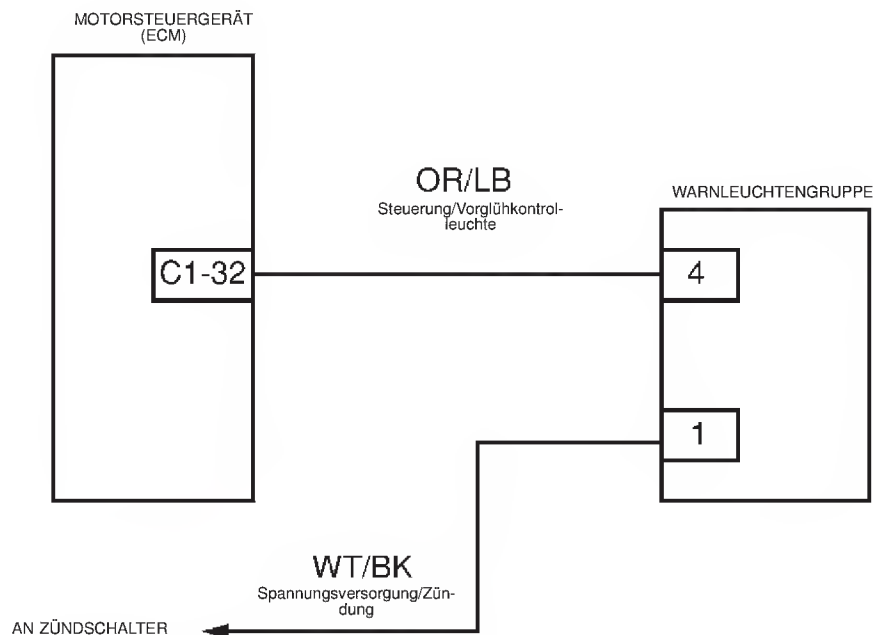 MOTORSTEUERGERÄT
(ECM)
OR/LB
Steuerung/Vorglühkontrol-
leuchte
WARNLEUCHTENGRUPPE
C1-32
4
1
WT/BK
Spannungsversorgung/Zün-
dung
AN ZÜNDSCHALTER